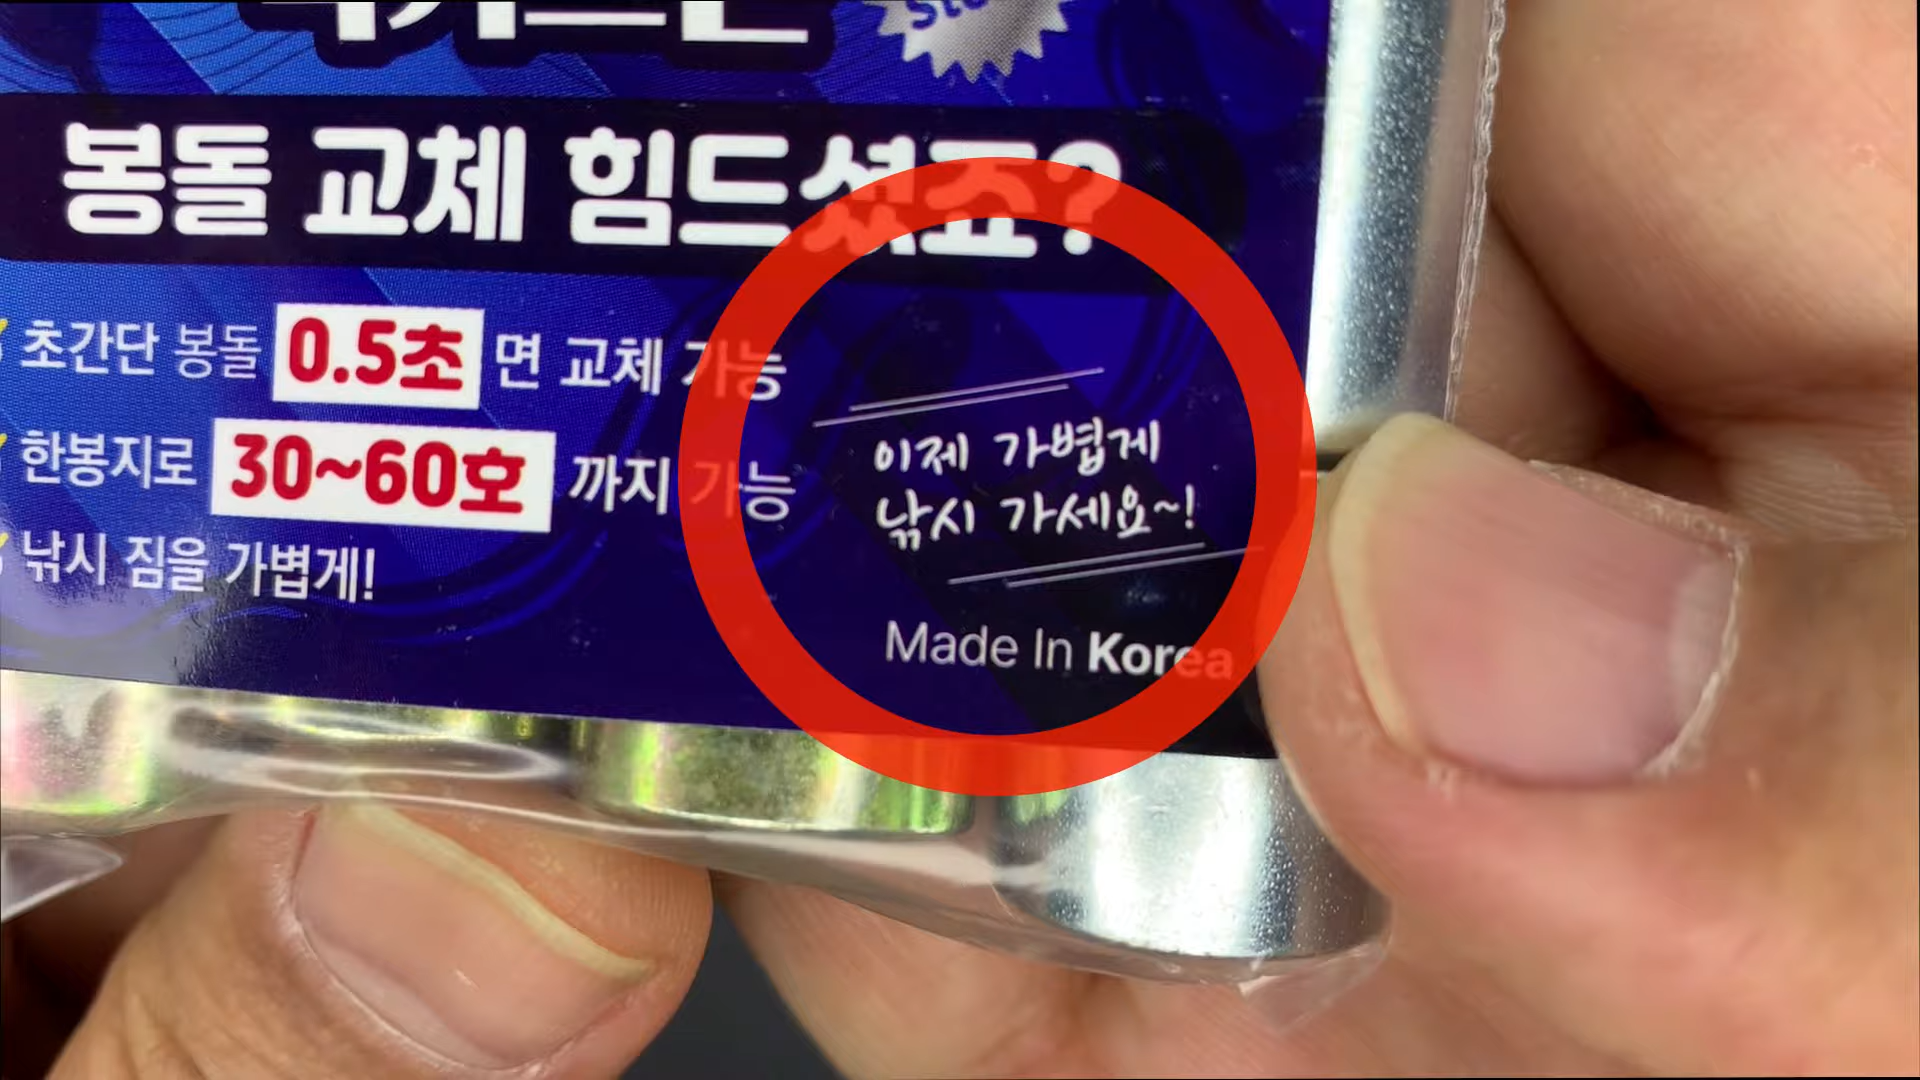 봉돌 교체 힘드셨죠?
초간단 봉돌 0.5초 면 교체 가능
한봉지로 30~60호 까지 가능
낚시 짐을 가볍게!
이제 가볍게
낚시 가세요~!
Made In Korea